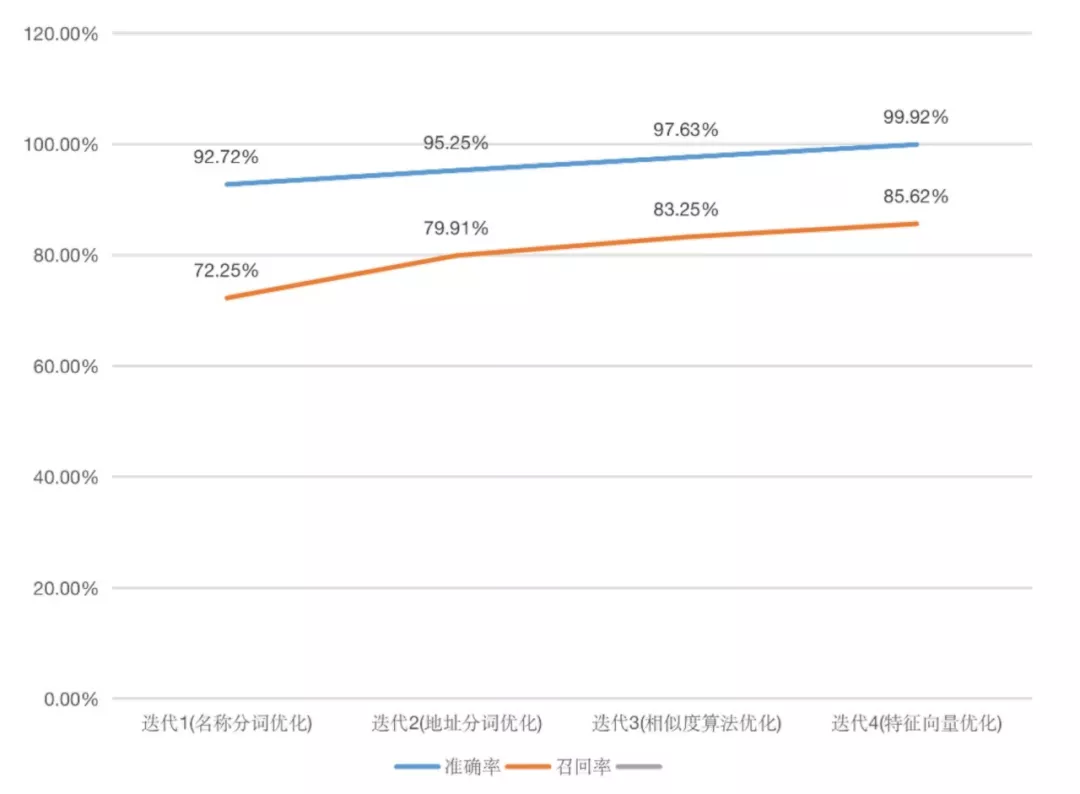 120.00%
100.00%
80.00%
60.00%
40.00%
20.00%
0.00%
92.72%
95.25%
97.63%
99.92%
72.25%
79.91%
83.25%
85.62%
迭代1(名称分词优化)
迭代2(地址分词优化)
迭代3(相似度算法优化)
迭代4(特征向量优化)
准确率
召回率